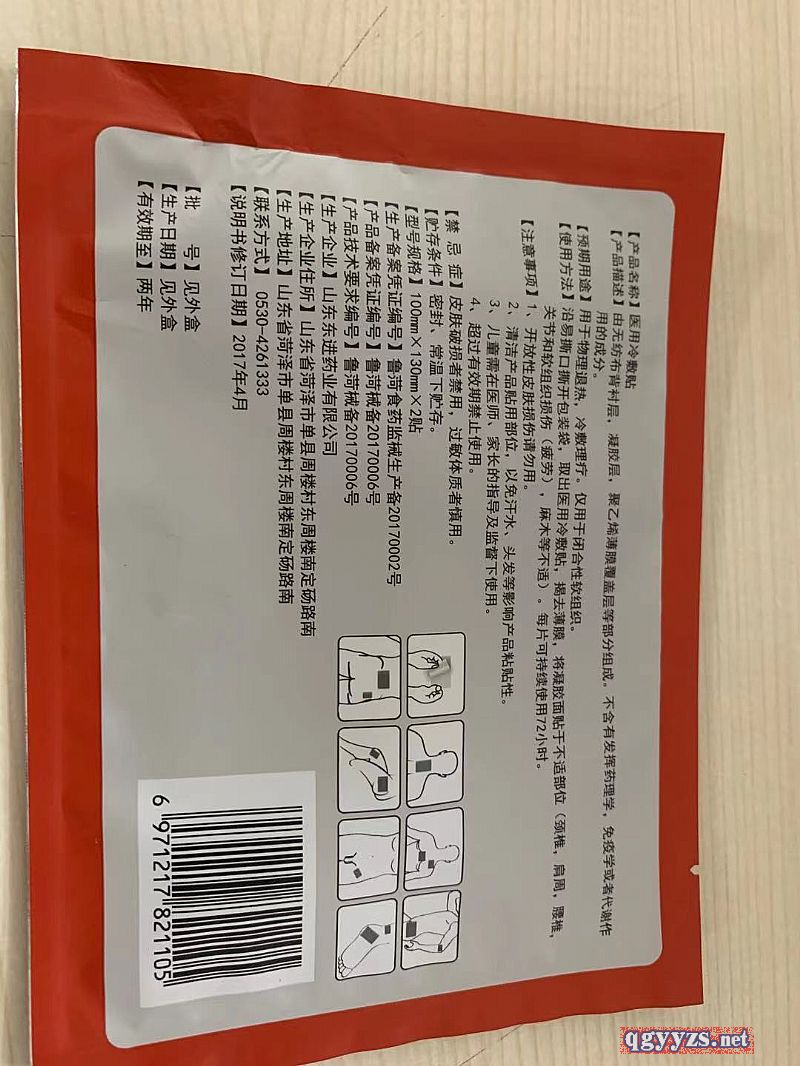 【产品名称】医用冷敷贴
【产品描述】由无纺布背衬层，凝胶层，聚乙烯薄膜覆盖层等部分组成。不含有发挥药理学，免疫学或者代谢作
用的成分。
【预期用途】用于物理退热，冷敷理疗。仅用于闭合性软组织。
【使用方法】沿易撕口撕开包装袋，取出医用冷敷贴，揭去薄膜，将凝胶面贴于不适部位（颈椎，肩周，腰椎，
关节和软组织损伤（疲劳），麻木等不适）。每片可持续使用72小时。
【注意事项】1、开放性皮肤损伤请勿用。
2、清洁产品贴用部位，以免汗水、头发等影响产品粘贴性。
3、儿童需在医师、家长的指导及监督下使用。
4、超过有效期禁止使用。
【禁 忌 症】皮肤破损者禁用，过敏体质者慎用。
【贮存条件】密封、常温下贮存。
【型号规格】100mm×130mm×2贴
【生产备案凭证编号】鲁菏食药监械生产备20170002号
【产品备案凭证编号】鲁菏械备20170006号
【产品技术要求编号】鲁菏械备20170006号
【生产企业】山东东进药业有限公司
【生产企业住所】山东省菏泽市单县周楼村东周楼南定砀路南
【生产地址】山东省菏泽市单县周楼村东周楼南定砀路南
【联系方式】0530-4261333
【说明书修订日期】2017年4月
【批 号】见外盒
【生产日期】见外盒
【有效期至】两年
6 971217 821105
qgyyzs.net